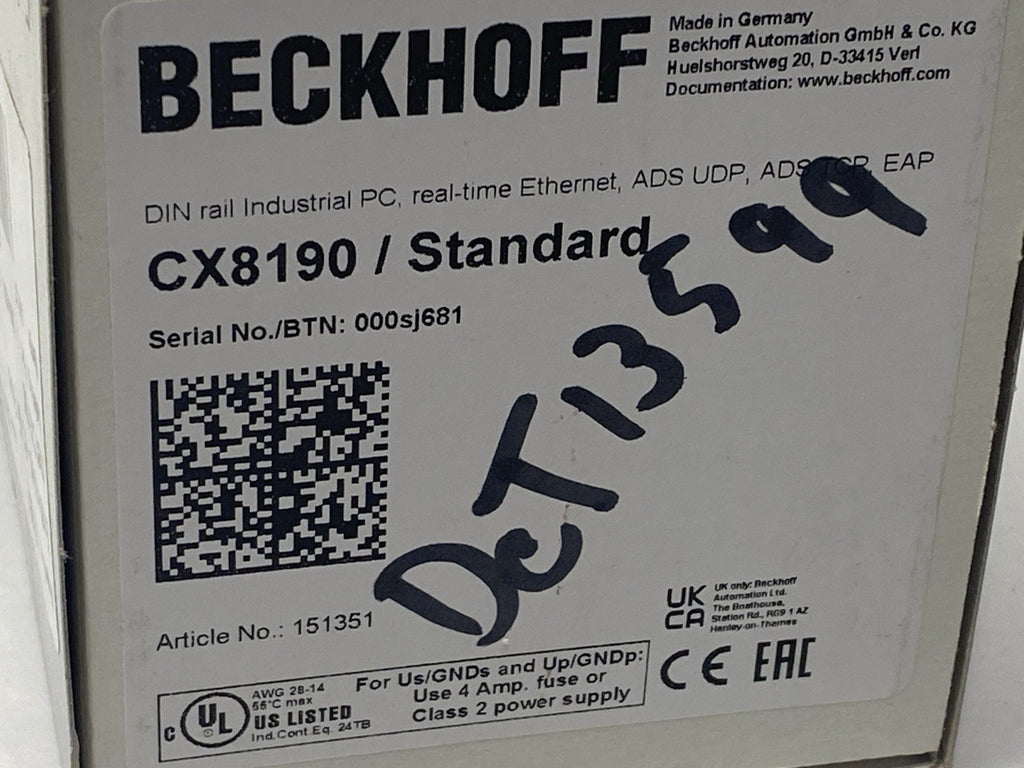 BECKHOFF
Made in Germany
Beckhoff Automation GmbH & Co. KG
Huelshorstweg 20, D-33415 Verl
Documentation: www.beckhoff.com
DIN rail Industrial PC, real-time Ethernet, ADS UDP, ADS TCP, EAP
CX8190 / Standard
Serial No./BTN: 000sj681
DeT13599
Article No.: 151351
UK
CA
UK only: Beckhoff
Automation Ltd.
The Boathouse,
Station Rd., RG9 1 AZ
Henley-on-Thames
C UL
AWG 28-14
55°C max
US LISTED
Ind.Cont.Eq. 24TB
For Us/GNDs and Up/GNDp:
Use 4 Amp. fuse or
Class 2 power supply
CE EAC